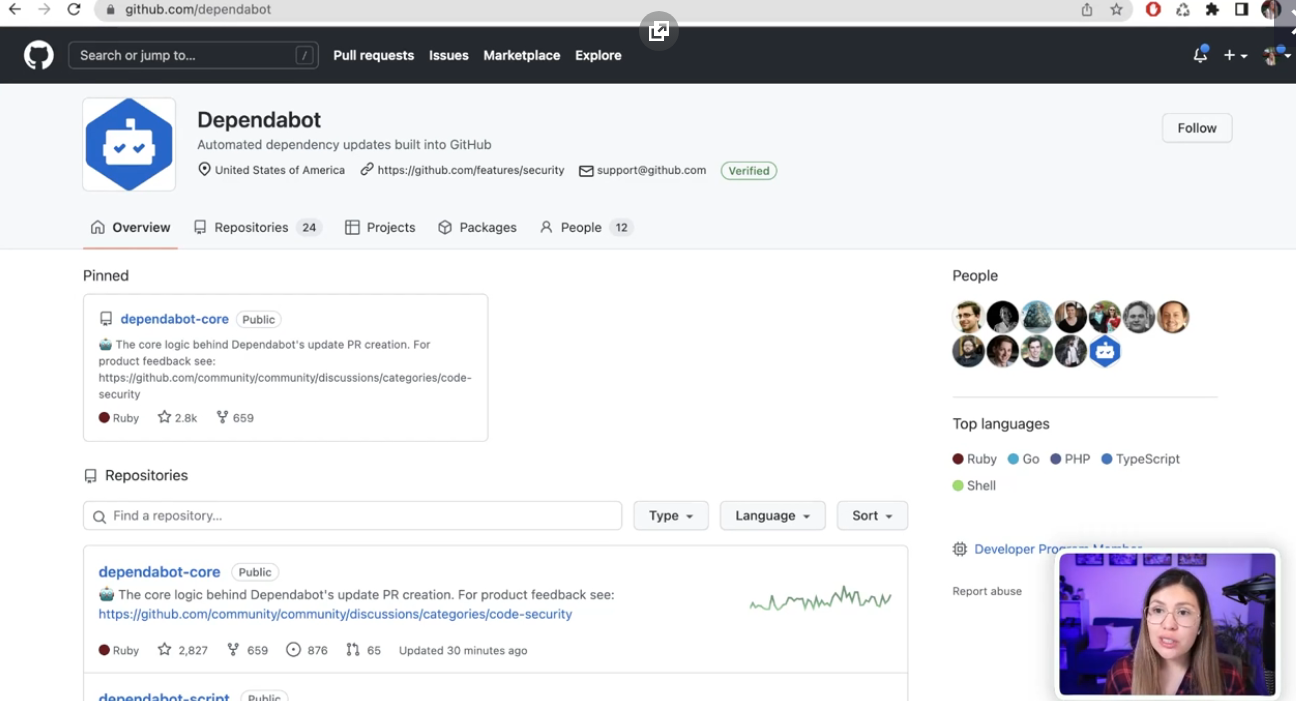 github.com/dependabot
Search or jump to... /
Pull requests Issues Marketplace Explore
Dependabot
Automated dependency updates built into GitHub
United States of America https://github.com/features/security support@github.com Verified
Follow
Overview Repositories 24 Projects Packages People 12
Pinned
dependabot-core Public
The core logic behind Dependabot's update PR creation. For
product feedback see:
https://github.com/community/community/discussions/categories/code-
security
Ruby 2.8k 659
Repositories
Find a repository...
Type Language Sort
dependabot-core Public
The core logic behind Dependabot's update PR creation. For product feedback see:
https://github.com/community/community/discussions/categories/code-security
Ruby 2,827 659 876 65 Updated 30 minutes ago
dependabot-script Public
People
Top languages
Ruby Go PHP TypeScript
Shell
Developer Program Member
Report abuse